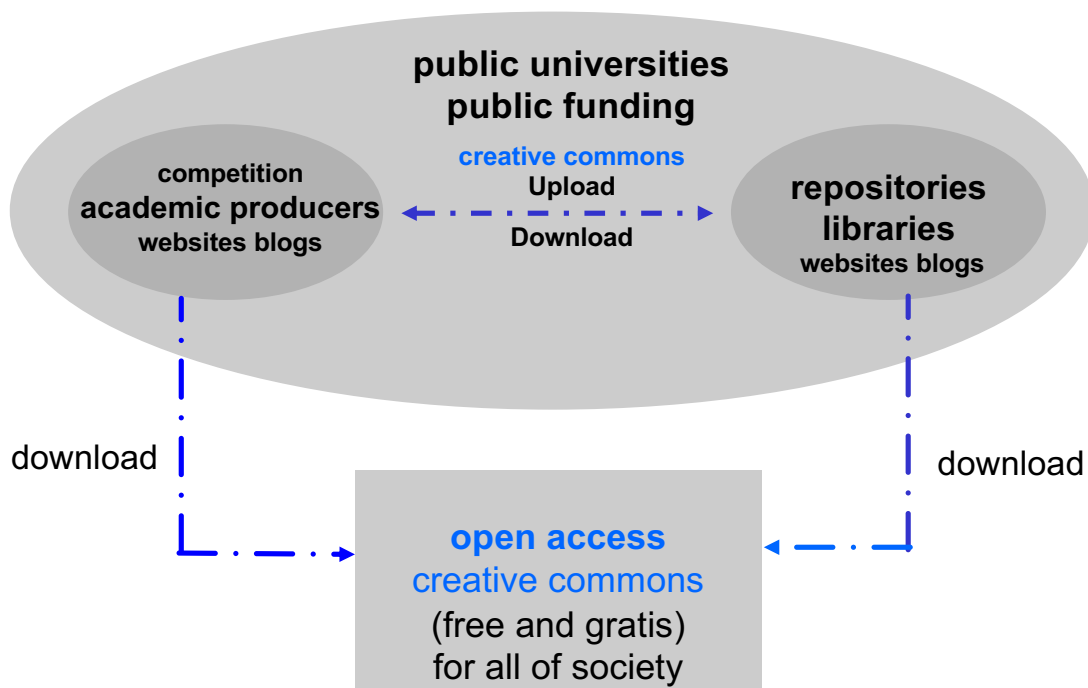 public universities
public funding
creative commons
Upload
Download
competition
academic producers
websites blogs
repositories
libraries
websites blogs
download
download
open access
creative commons
(free and gratis)
for all of society